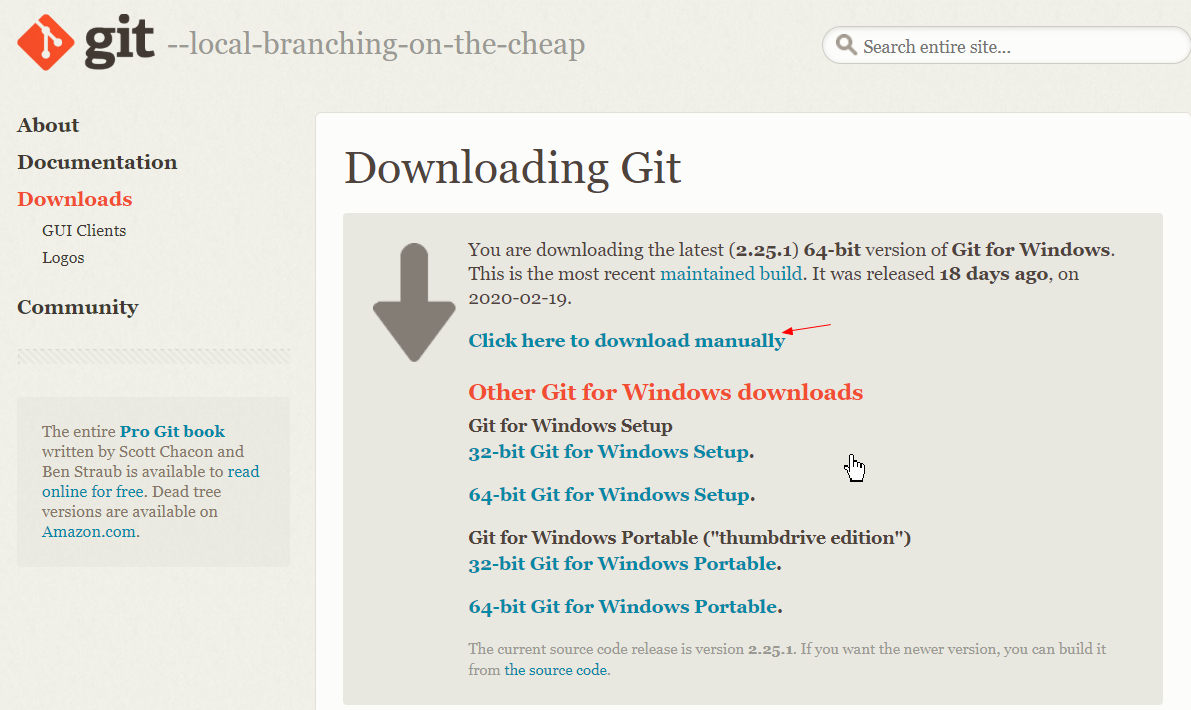 git --local-branching-on-the-cheap
Search entire site...
About
Documentation
Downloads
GUI Clients
Logos
Community
The entire Pro Git book
written by Scott Chacon and
Ben Straub is available to read
online for free. Dead tree
versions are available on
Amazon.com.
Downloading Git
You are downloading the latest (2.25.1) 64-bit version of Git for Windows.
This is the most recent maintained build. It was released 18 days ago, on
2020-02-19.
Click here to download manually
Other Git for Windows downloads
Git for Windows Setup
32-bit Git for Windows Setup.
64-bit Git for Windows Setup.
Git for Windows Portable ("thumbdrive edition")
32-bit Git for Windows Portable.
64-bit Git for Windows Portable.
The current source code release is version 2.25.1. If you want the newer version, you can build it
from the source code.